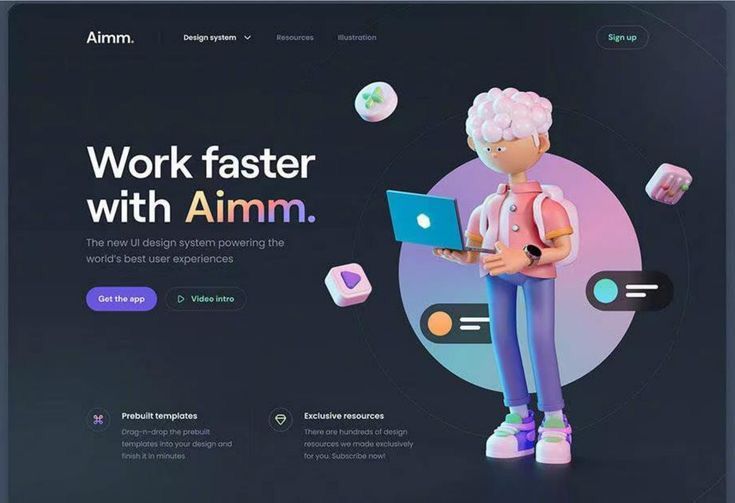 Aimm.
Design system
Resources
Illustration
Sign up
Work faster
with Aimm.
The new UI design system powering the
world's best user experiences
Get the app
Video intro
Prebuilt templates
Drag-n-drop the prebuilt
templates into your design and
finish it in minutes
Exclusive resources
There are hundreds of design
resources we made exclusively
for you. Subscribe now!